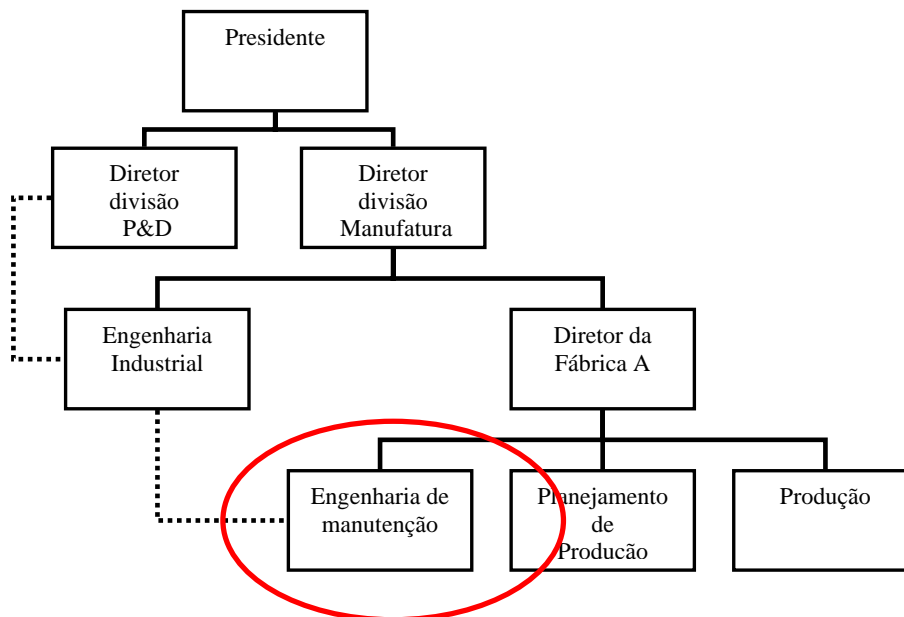 Presidente
Diretor
divisão
P&D
Diretor
divisão
Manufatura
Engenharia
Industrial
Diretor da
Fábrica A
Engenharia de
manutenção
Planejamento
de
Producão
Produção